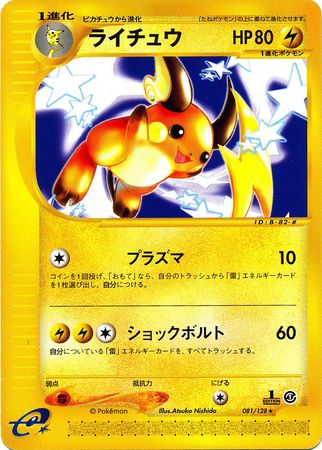 1進化
ピカチュウから進化
「たねポケモン」の上に重ねて進化させます。
ライチュウ
HP80
1進化ポケモン
ID:B-82-#
プラズマ 10
コインを1回投げ、「おもて」なら、自分のトラッシュから「雷」エネルギーカード
を1枚選び出し、自分につける。
ショックボルト 60
自分についている「雷」エネルギーカードを、すべてトラッシュする。
弱点 抵抗力 にげる
© Pokémon
Illus. Atsuko Nishida
081/128★
1
EDITION
e